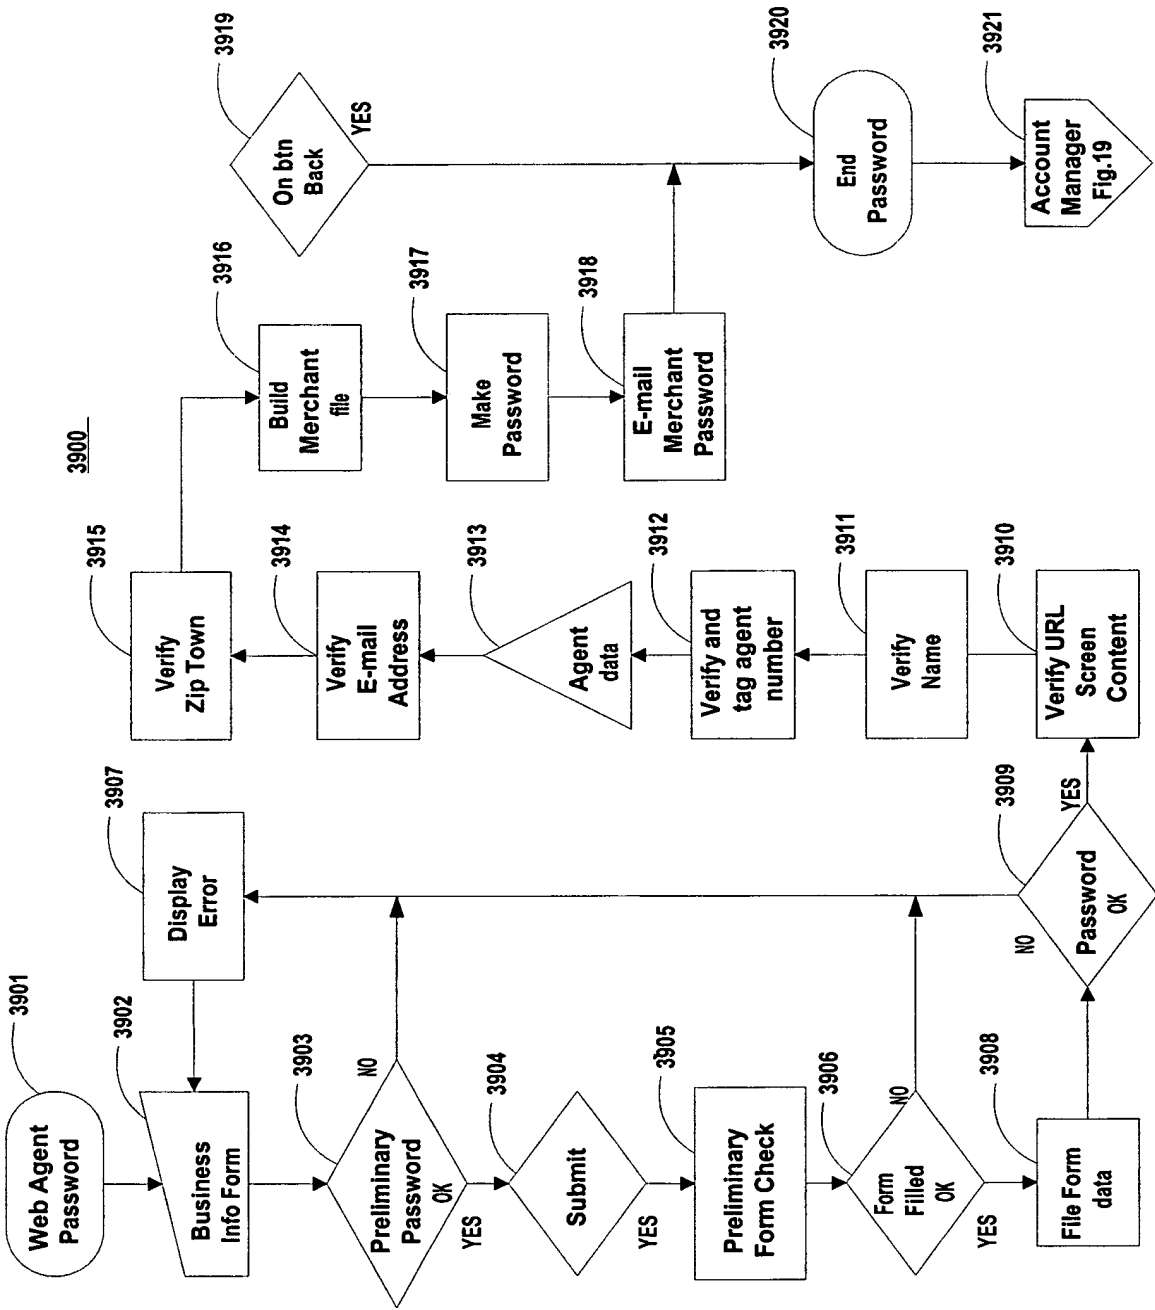 3900
3901
Web Agent
Password
3902
Business
Info Form
3903
Preliminary
Password
OK
NO
YES
3904
Submit
YES
3905
Preliminary
Form Check
3906
Form
Filled
OK
NO
YES
3907
Display
Error
3908
File Form
data
3909
Password
OK
NO
YES
3910
Verify URL
Screen
Content
3911
Verify
Name
3912
Verify and
tag agent
number
3913
Agent
data
3914
Verify
E-mail
Address
3915
Verify
Zip Town
3916
Build
Merchant
file
3917
Make
Password
3918
E-mail
Merchant
Password
3919
On btn
Back
YES
3920
End
Password
3921
Account
Manager
Fig.19